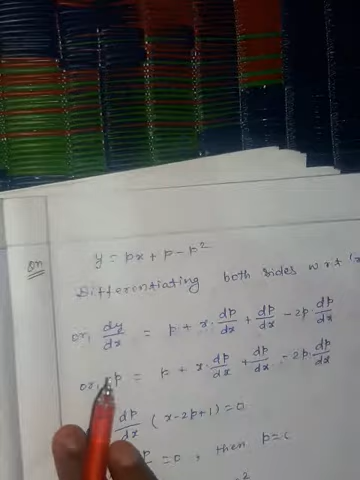 Qn
y = px + p - p²
Differentiating both sides w r t
or, dy/dx = p + x. dp/dx + dp/dx - 2p. dp/dx
or, p = p + x. dp/dx + dp/dx - 2p. dp/dx
dp/dx (x-2p+1) = 0
= 0, then p = c